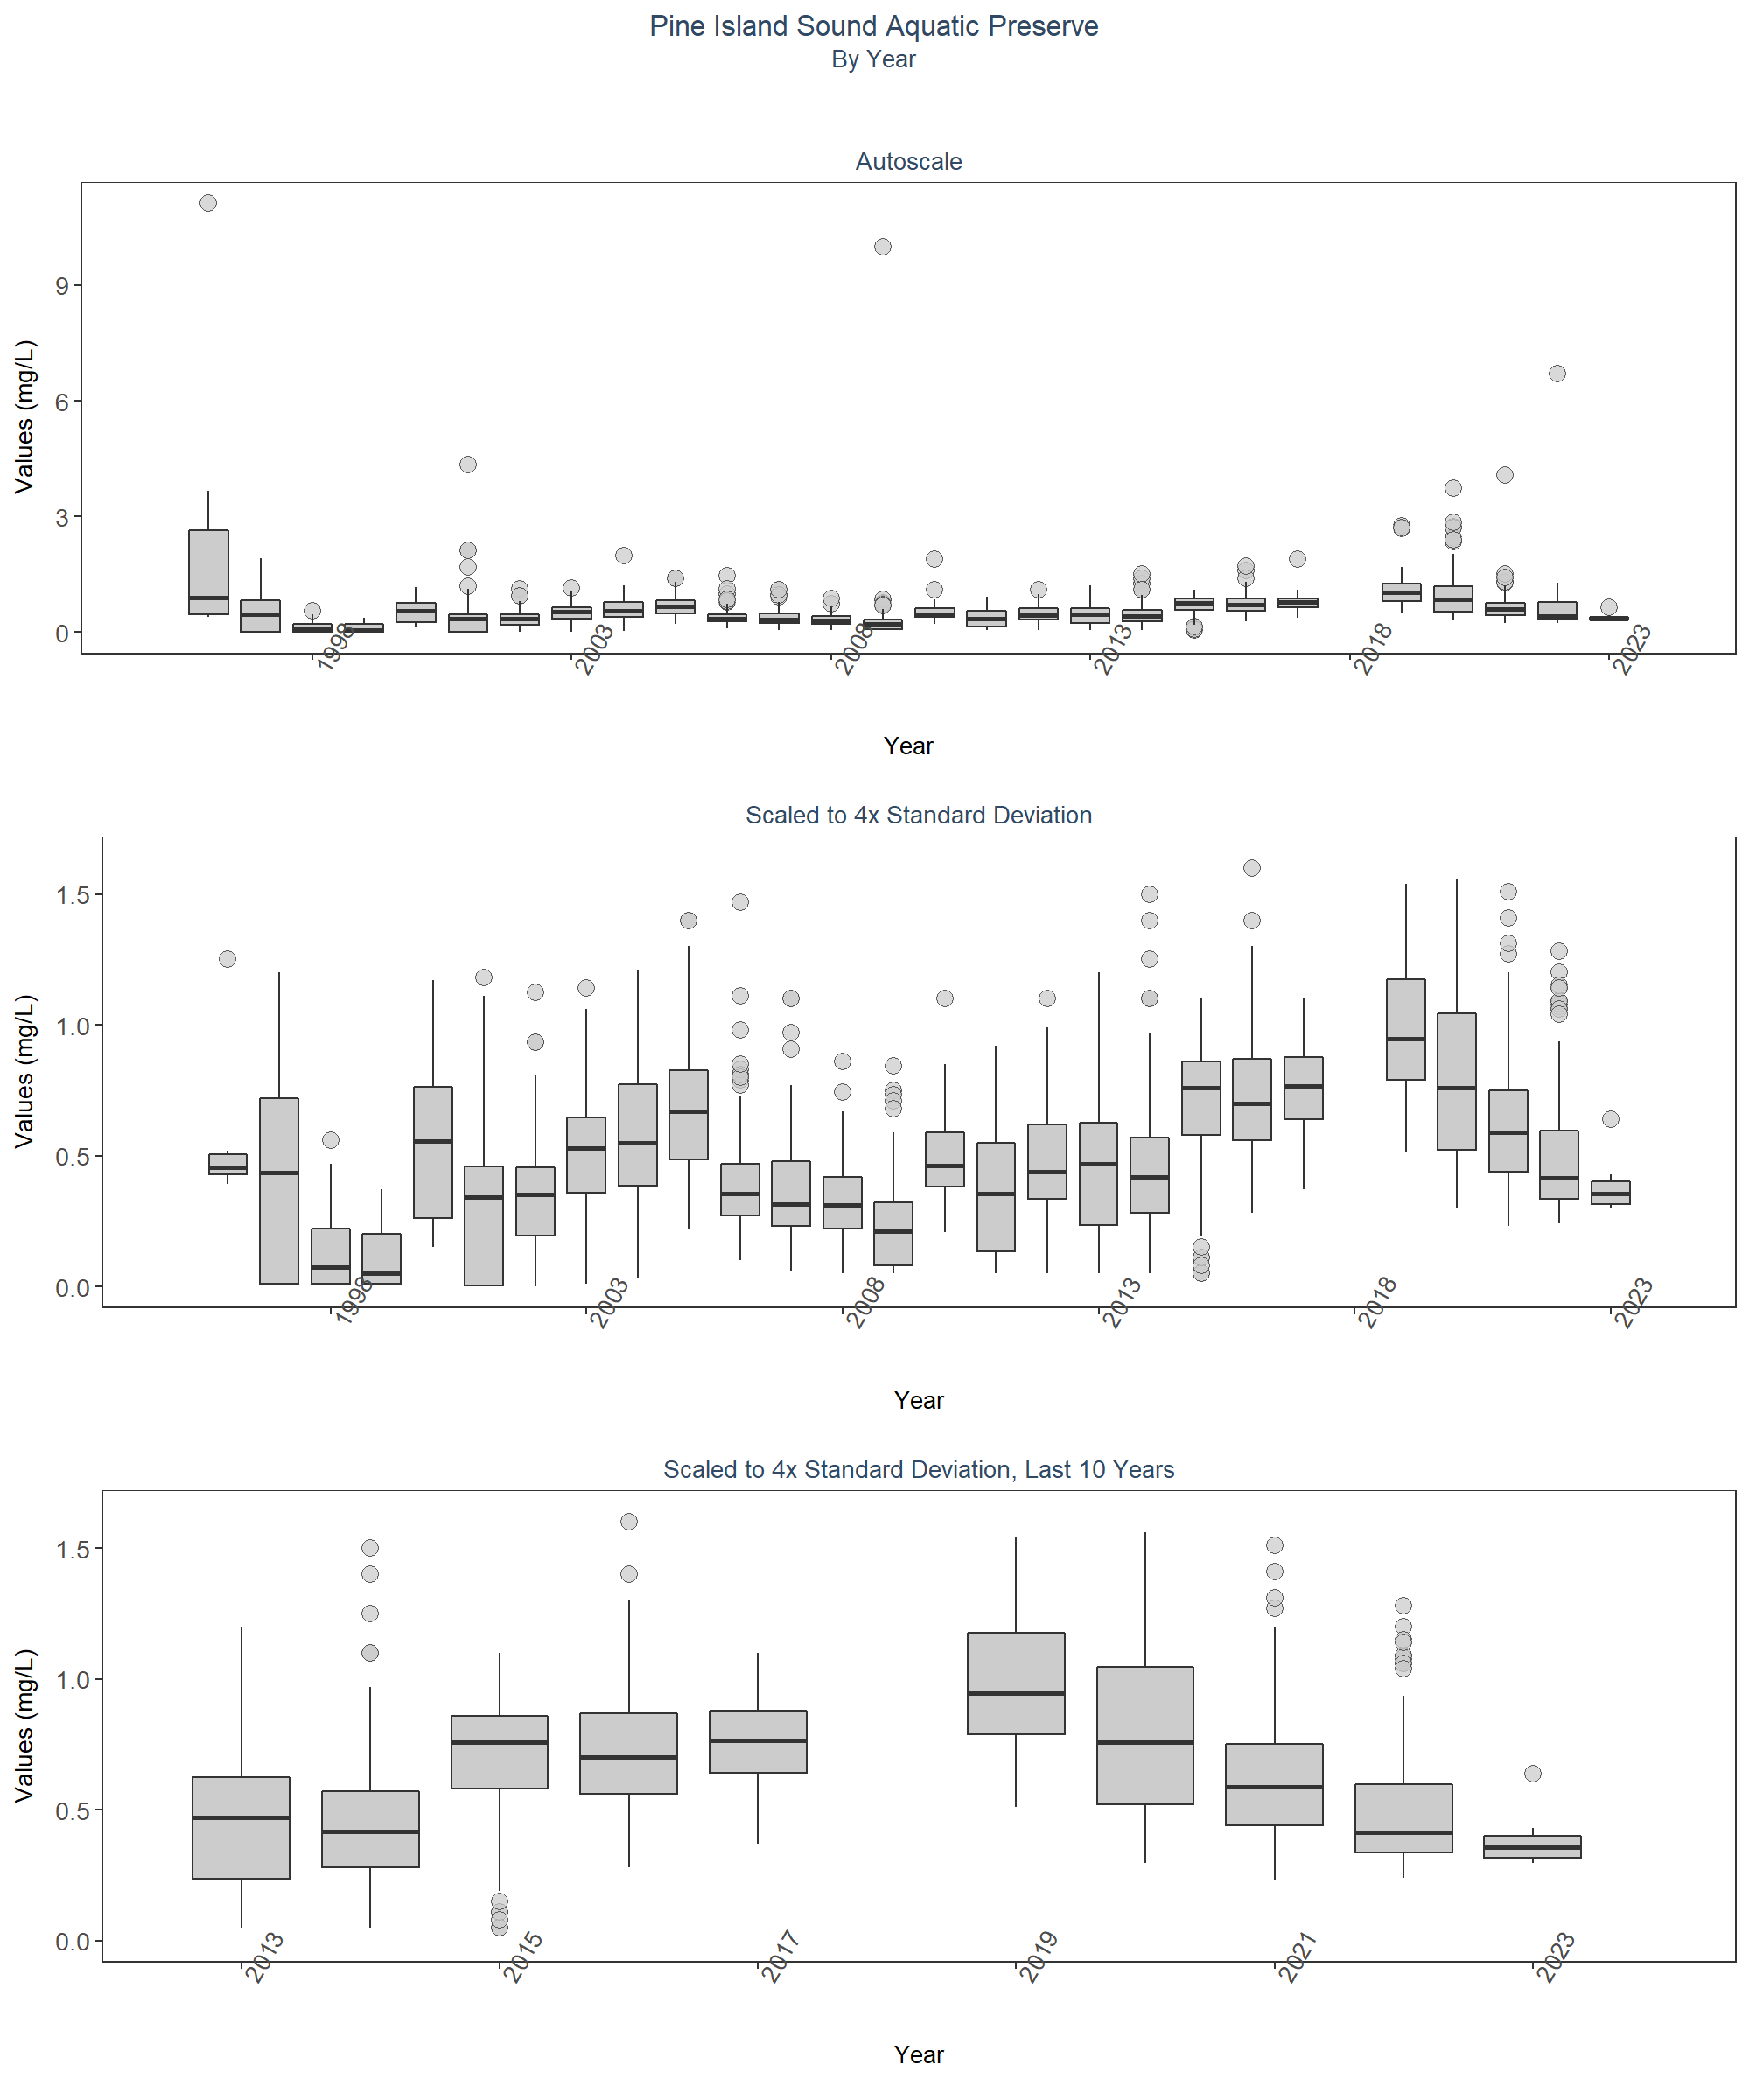 Pine Island Sound Aquatic Preserve
By Year
Autoscale
Values (mg/L)
9
6
3
0
1998 2003 2008 2013 2018 2023
Year
Scaled to 4x Standard Deviation
Values (mg/L)
1.5
1.0
0.5
0.0
1998 2003 2008 2013 2018 2023
Year
Scaled to 4x Standard Deviation, Last 10 Years
Values (mg/L)
1.5
1.0
0.5
0.0
2013 2015 2017 2019 2021 2023
Year